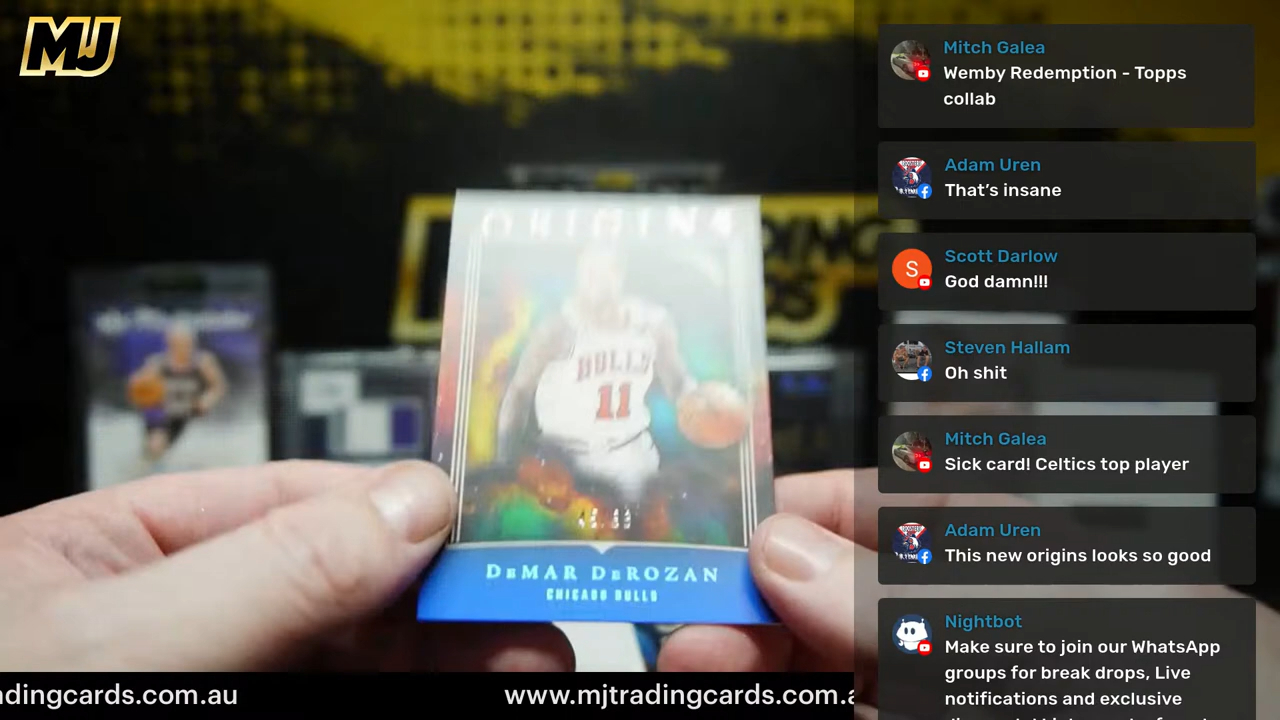 MJ
ORIGINS
BULLS
11
DeMAR DeROZAN
CHICAGO BULLS
adingcards.com.au
www.mjtradingcards.com.a
Mitch Galea
Wemby Redemption - Topps
collab
Adam Uren
That's insane
S
Scott Darlow
God damn!!!
Steven Hallam
Oh shit
Mitch Galea
Sick card! Celtics top player
Adam Uren
This new origins looks so good
Nightbot
Make sure to join our WhatsApp
groups for break drops, Live
notifications and exclusive